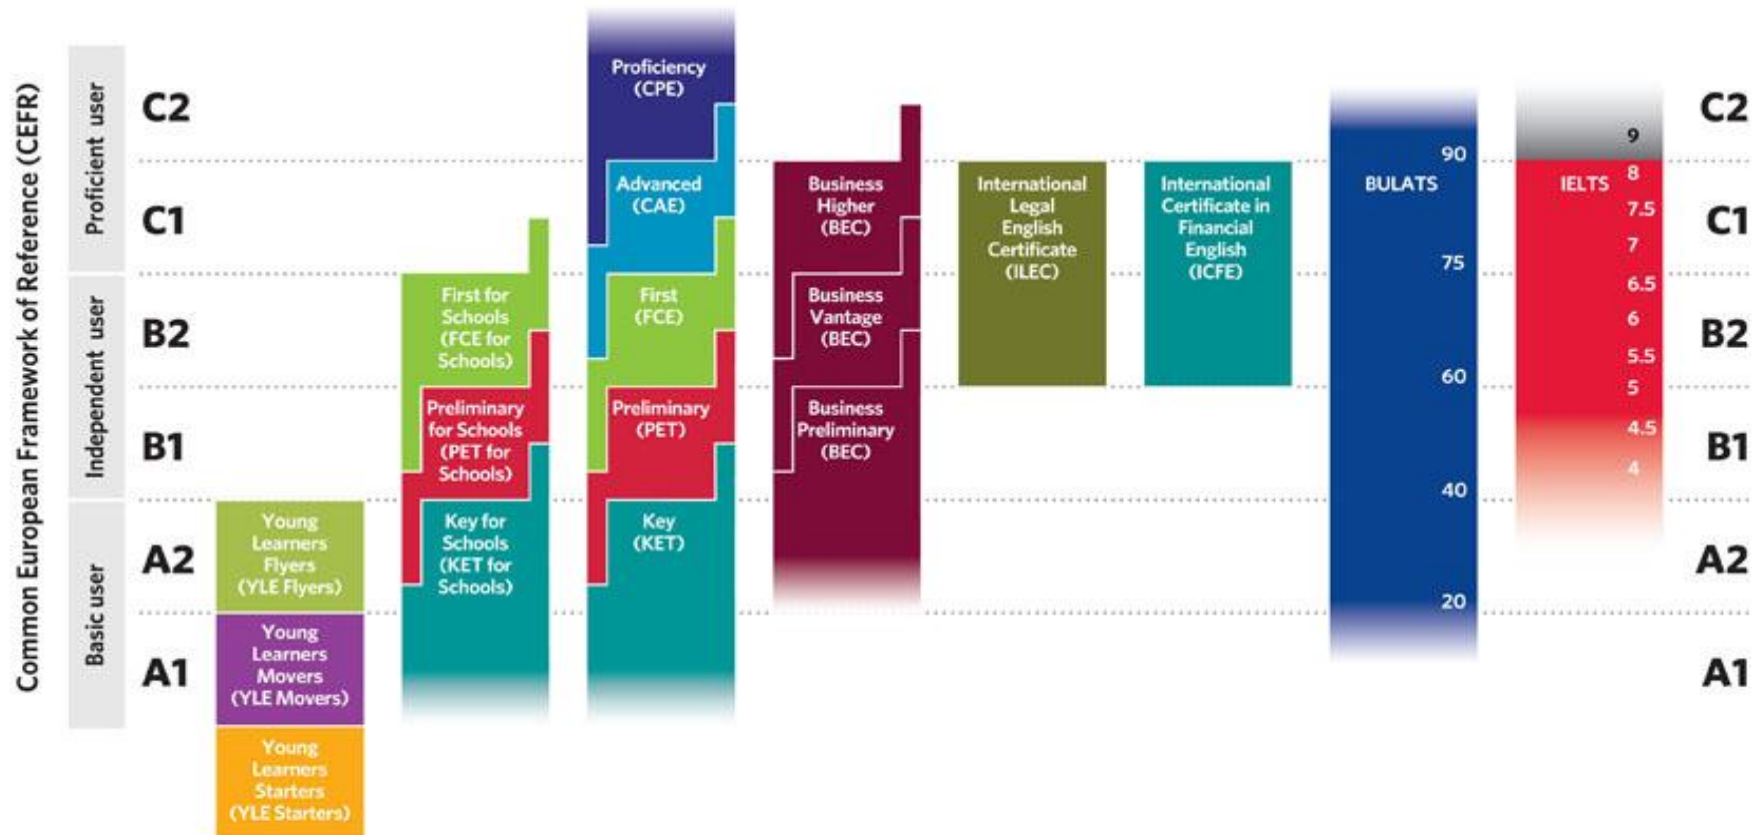 Common European Framework of Reference (CEFR)
Proficient user
Independent user
Basic user
C2
C1
B2
B1
A2
A1
Young
Learners
Flyers
(YLE Flyers)
Young
Learners
Movers
(YLE Movers)
Young
Learners
Starters
(YLE Starters)
First for
Schools
(FCE for
Schools)
Preliminary
for Schools
(PET for
Schools)
Key for
Schools
(KET for
Schools)
Proficiency
(CPE)
Advanced
(CAE)
First
(FCE)
Preliminary
(PET)
Key
(KET)
Business
Higher
(BEC)
Business
Vantage
(BEC)
Business
Preliminary
(BEC)
International
Legal
English
Certificate
(ILEC)
International
Certificate in
Financial
English
(ICFE)
BULATS
90
75
60
40
20
IELTS
9
8
7.5
7
6.5
6
5.5
5
4.5
4
C2
C1
B2
B1
A2
A1